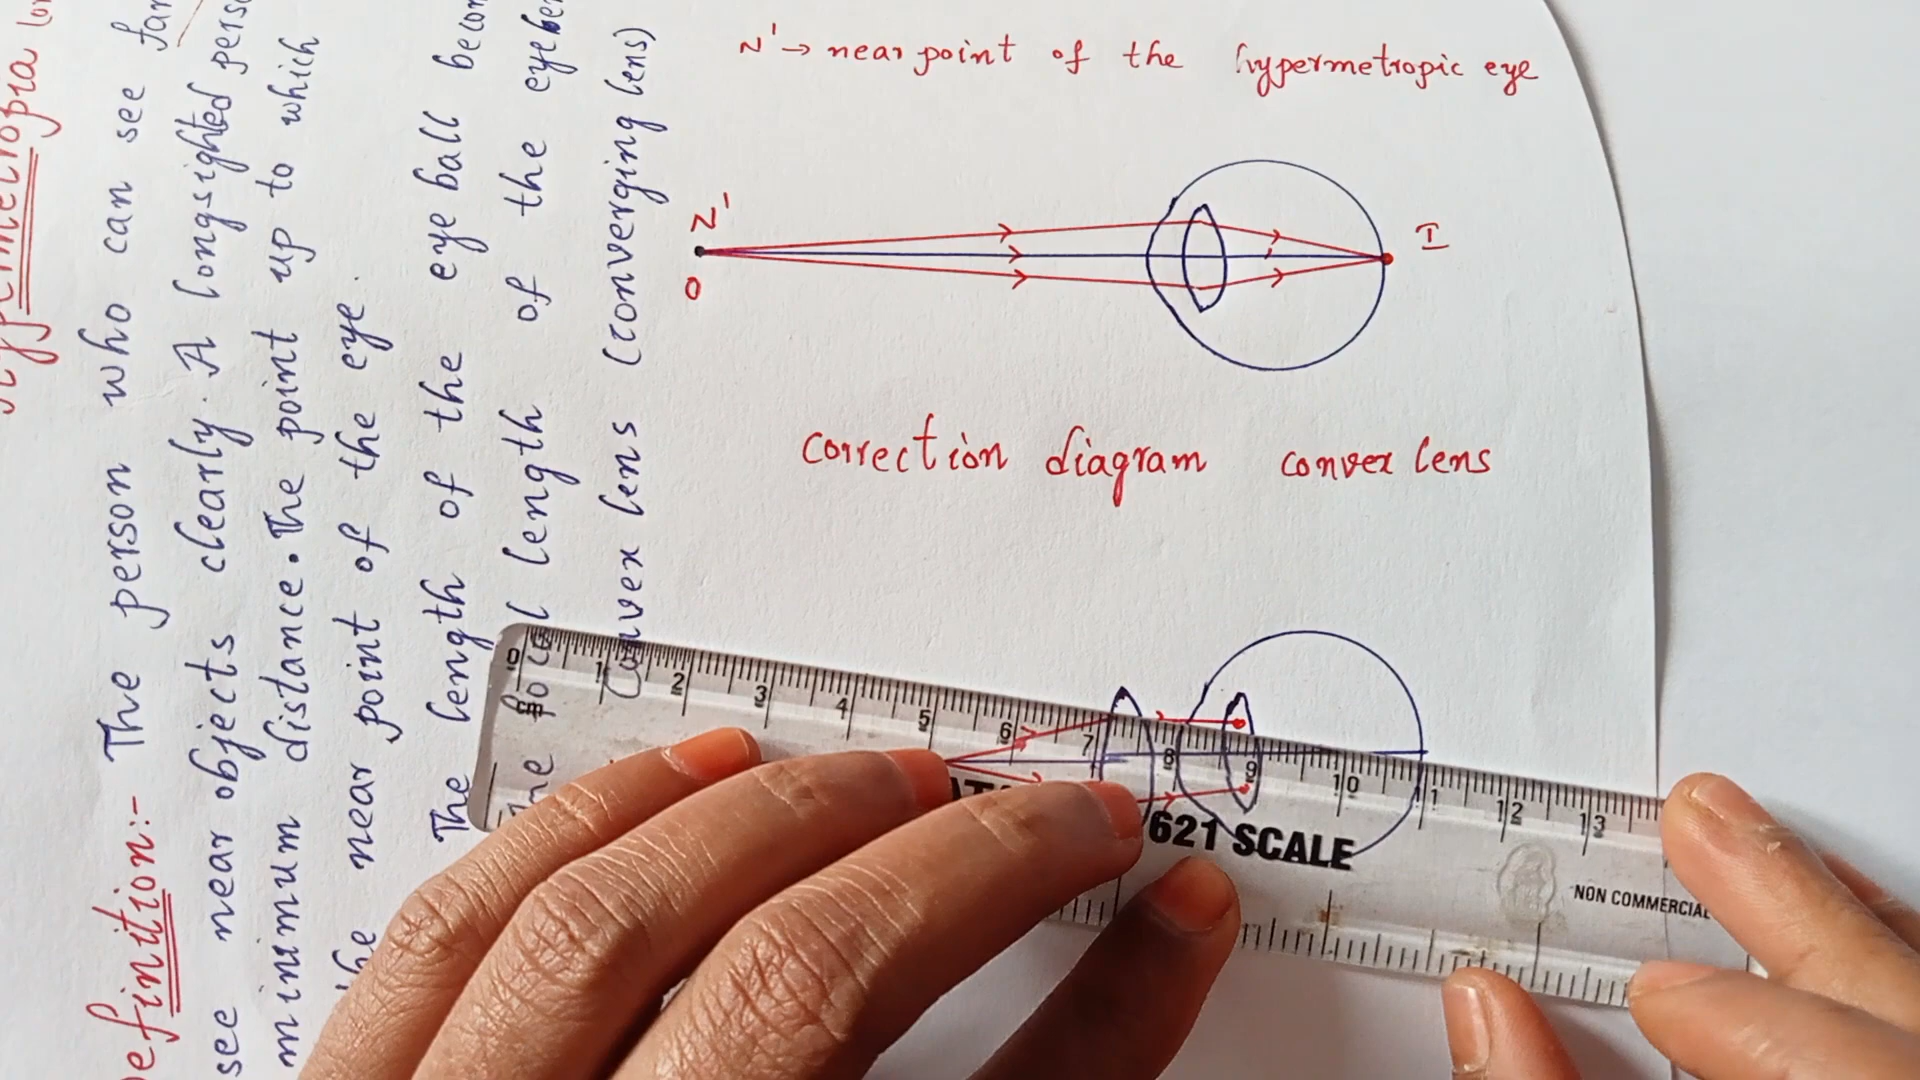 N' → near point of the hypermetropic eye
N'
O
I
Correction diagram convex lens
Definition:- The person who can see far
see near objects clearly. A longsighted perso
minimum distance. The point up to which
the near point of the eye.
The length of the eye ball becom
The focal length of the eye
Convex lens (converging lens)
0 1 2 3 4 5 6 7 8 9 10 11 12 13
cm
621 SCALE
NON COMMERCIAL